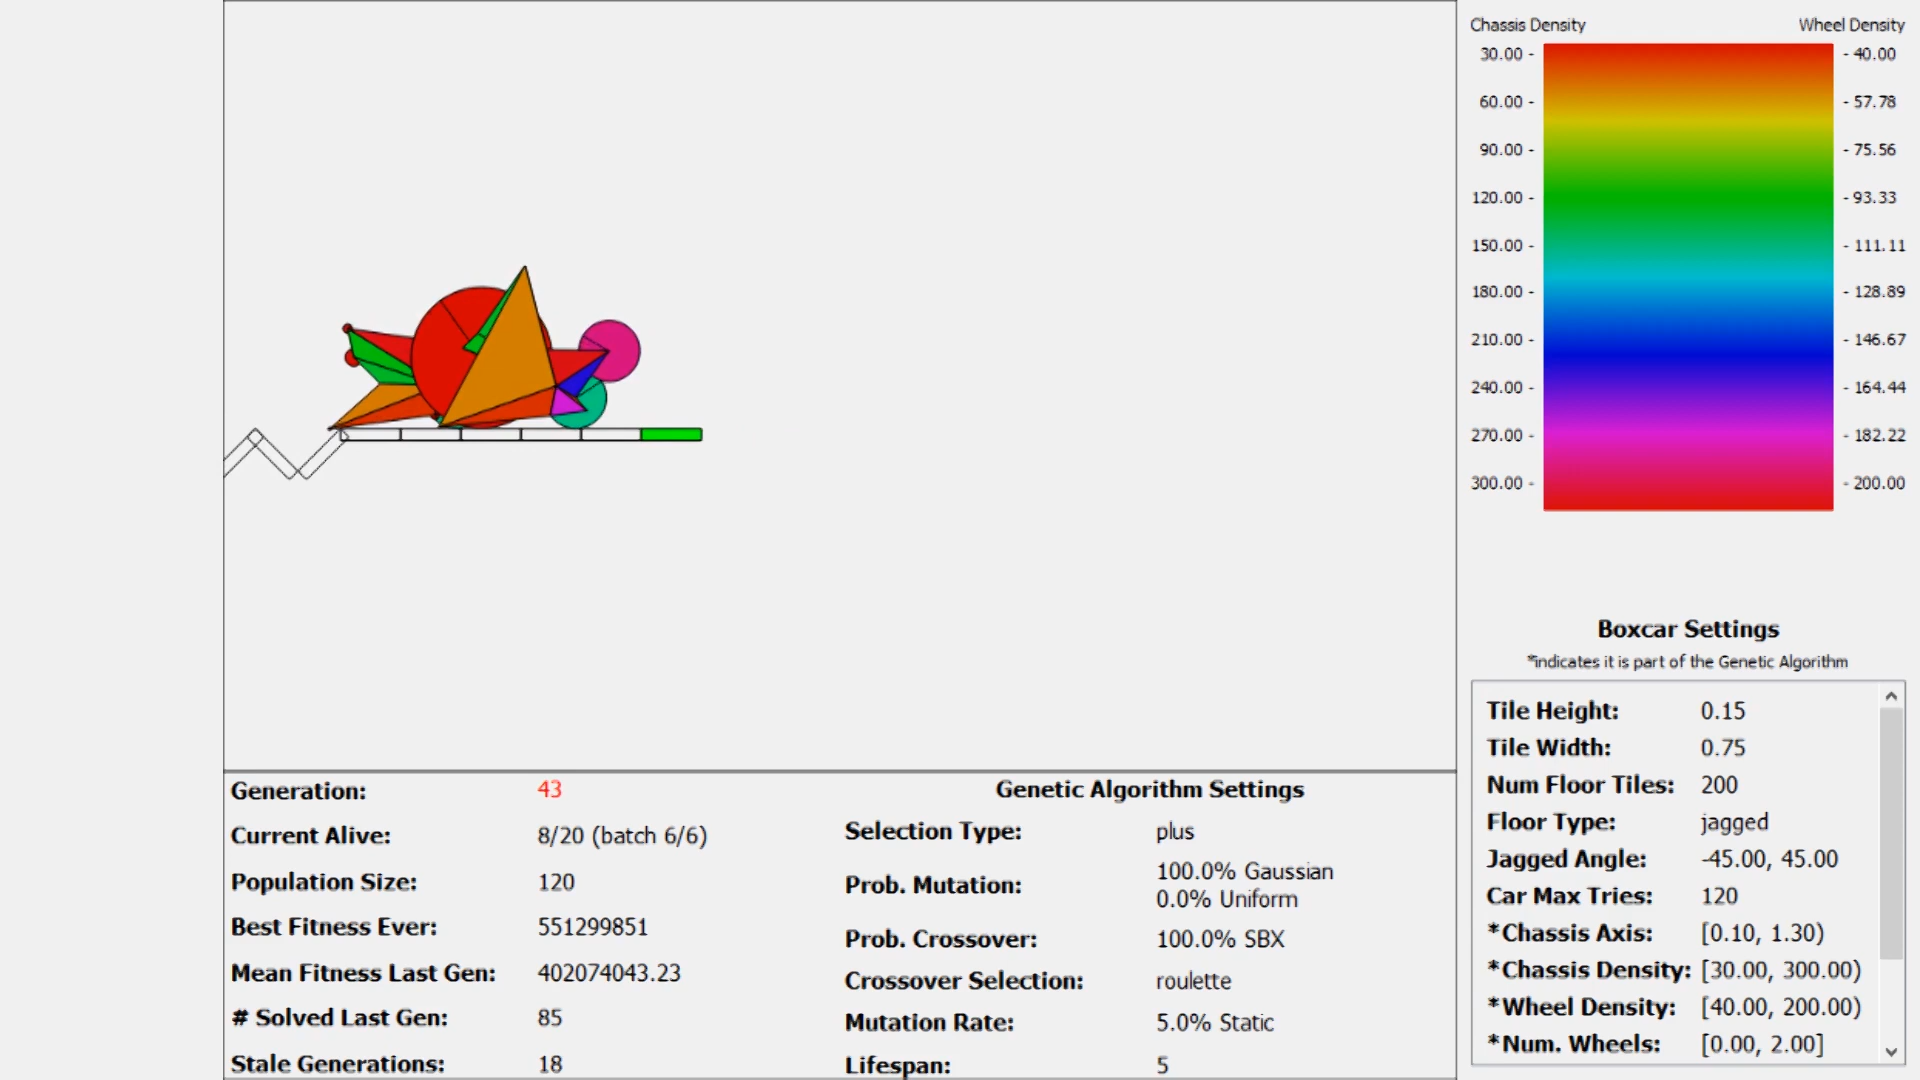 Chassis Density Wheel Density
30.00 - - 40.00
60.00 - - 57.78
90.00 - - 75.56
120.00 - - 93.33
150.00 - - 111.11
180.00 - - 128.89
210.00 - - 146.67
240.00 - - 164.44
270.00 - - 182.22
300.00 - - 200.00
Boxcar Settings
*indicates it is part of the Genetic Algorithm
Tile Height: 0.15
Tile Width: 0.75
Num Floor Tiles: 200
Floor Type: jagged
Jagged Angle: -45.00, 45.00
Car Max Tries: 120
*Chassis Axis: [0.10, 1.30)
*Chassis Density: [30.00, 300.00)
*Wheel Density: [40.00, 200.00)
*Num. Wheels: [0.00, 2.00]
Generation: 43
Current Alive: 8/20 (batch 6/6)
Population Size: 120
Best Fitness Ever: 551299851
Mean Fitness Last Gen: 402074043.23
# Solved Last Gen: 85
Stale Generations: 18
Genetic Algorithm Settings
Selection Type: plus
Prob. Mutation: 100.0% Gaussian
0.0% Uniform
Prob. Crossover: 100.0% SBX
Crossover Selection: roulette
Mutation Rate: 5.0% Static
Lifespan: 5